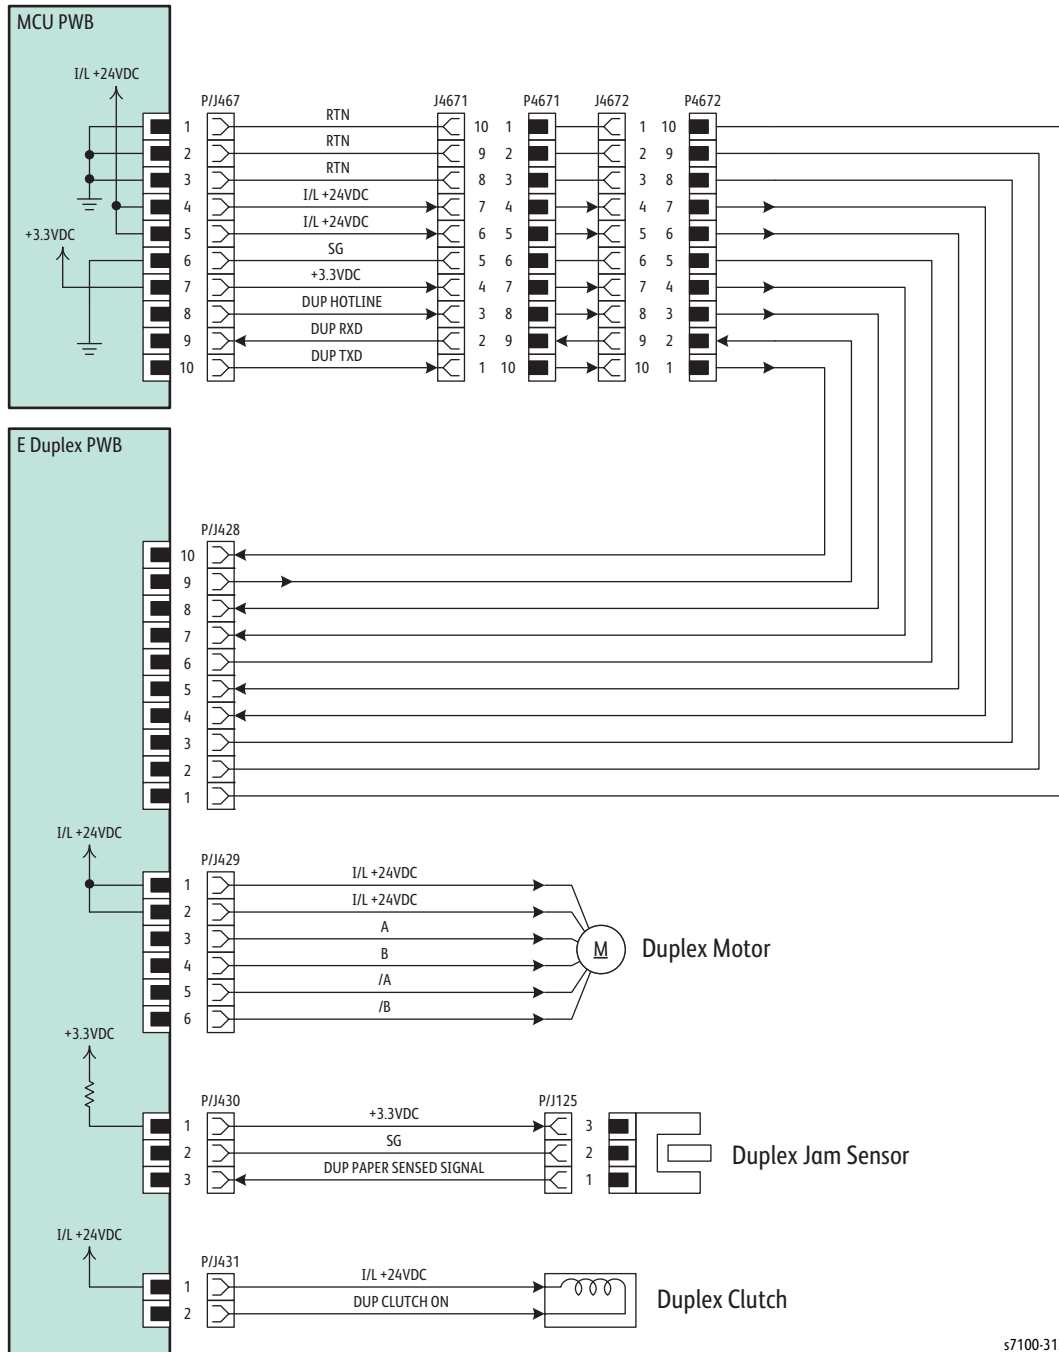 MCU PWB
I/L +24VDC
P/J467 J4671 P4671 J4672 P4672
1 RTN 10 1 1 10
2 RTN 9 2 2 9
3 RTN 8 3 3 8
4 I/L +24VDC 7 4 4 7
+3.3VDC 5 I/L +24VDC 6 5 5 6
6 SG 5 6 6 5
7 +3.3VDC 4 7 7 4
8 DUP HOTLINE 3 8 8 3
9 DUP RXD 2 9 9 2
10 DUP TXD 1 10 10 1
E Duplex PWB
P/J428
10
9
8
7
6
5
4
3
2
1
I/L +24VDC
P/J429
1 I/L +24VDC
2 I/L +24VDC
3 A
4 B
5 /A
6 /B
M Duplex Motor
+3.3VDC
P/J430 P/J125
1 +3.3VDC 3
2 SG 2
3 DUP PAPER SENSED SIGNAL 1
Duplex Jam Sensor
I/L +24VDC
P/J431
1 I/L +24VDC
2 DUP CLUTCH ON
Duplex Clutch
s7100-31